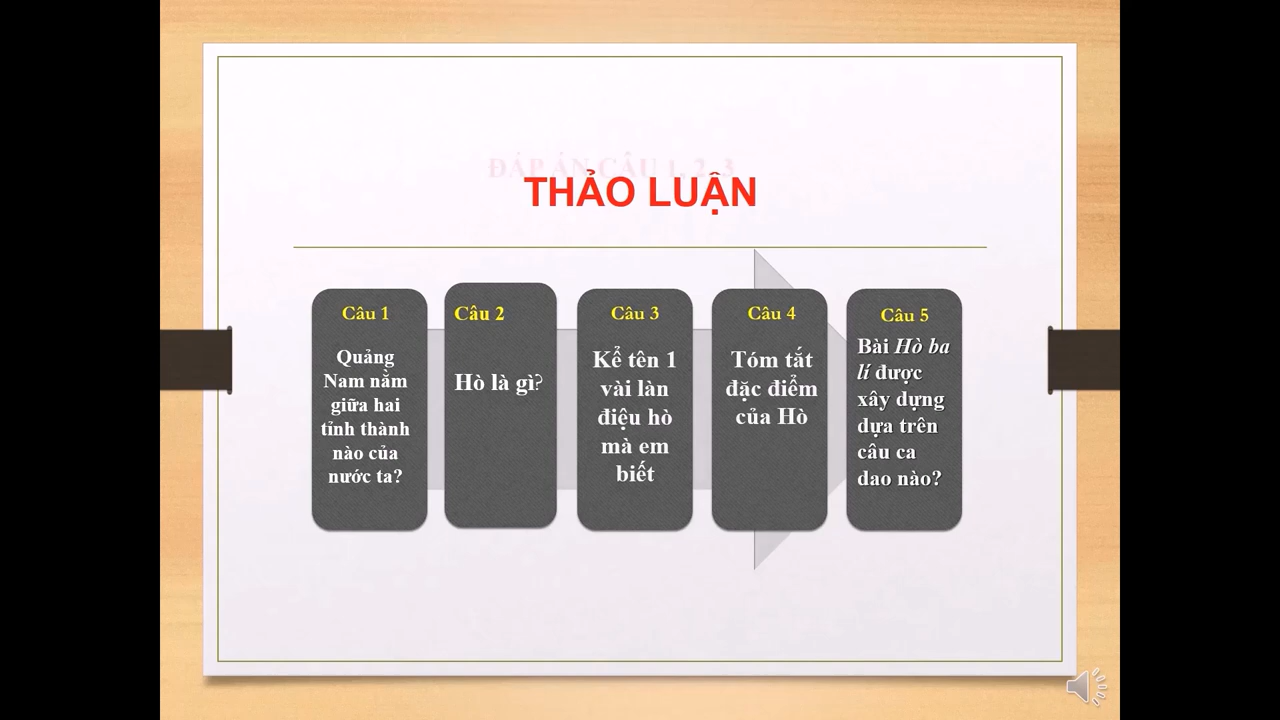 ĐÁP ÁN CÂU 1, 2, 3
THẢO LUẬN
Câu 1
Quảng
Nam nằm
giữa hai
tỉnh thành
nào của
nước ta?
Câu 2
Hò là gì?
Câu 3
Kể tên 1
vài làn
điệu hò
mà em
biết
Câu 4
Tóm tắt
đặc điểm
của Hò
Câu 5
Bài Hò ba
lí được
xây dựng
dựa trên
câu ca
dao nào?